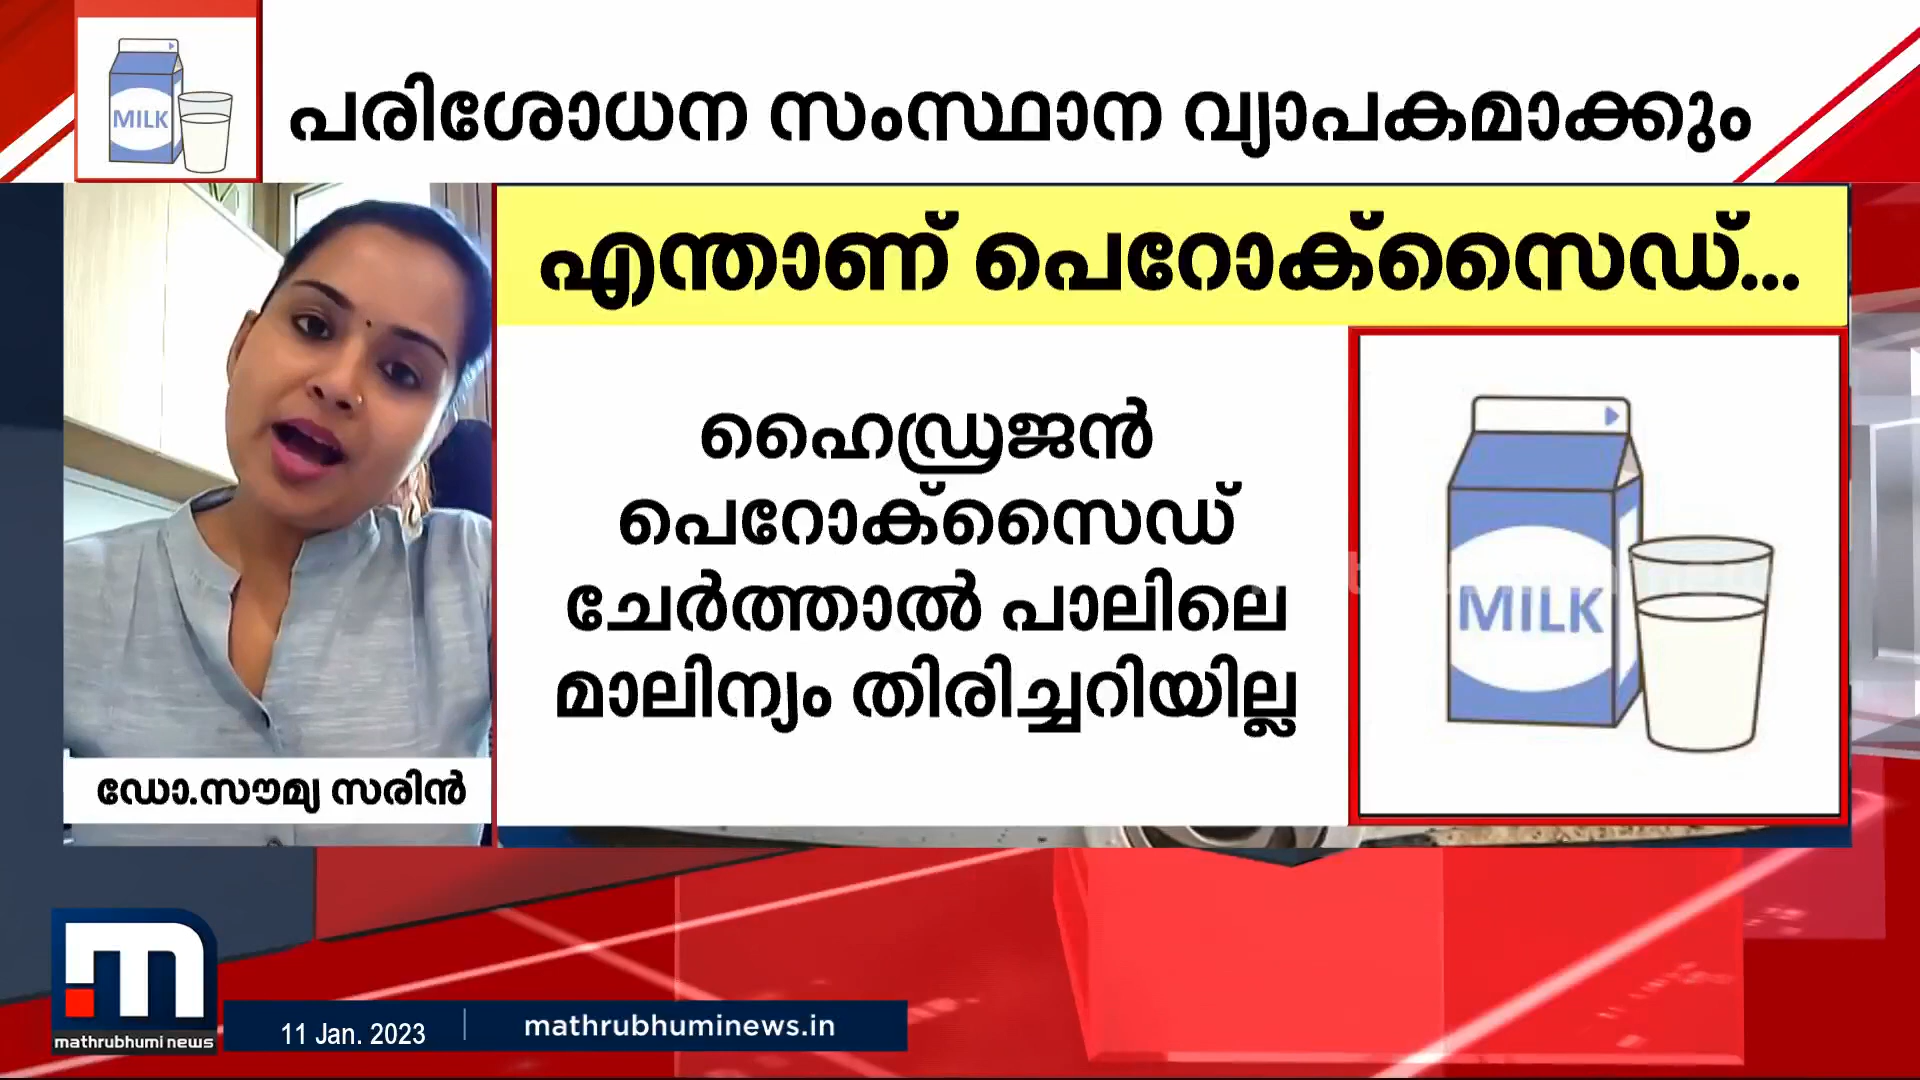 MILK
പരിശോധന സംസ്ഥാന വ്യാപകമാക്കും
എന്താണ് പെറോക്സൈഡ്...
ഹൈഡ്രജൻ
പെറോക്സൈഡ്
ചേർത്താൽ പാലിലെ
മാലിന്യം തിരിച്ചറിയില്ല
MILK
ഡോ.സൗമ്യ സരിൻ
mathrubhumi news
11 Jan. 2023
mathrubhuminews.in